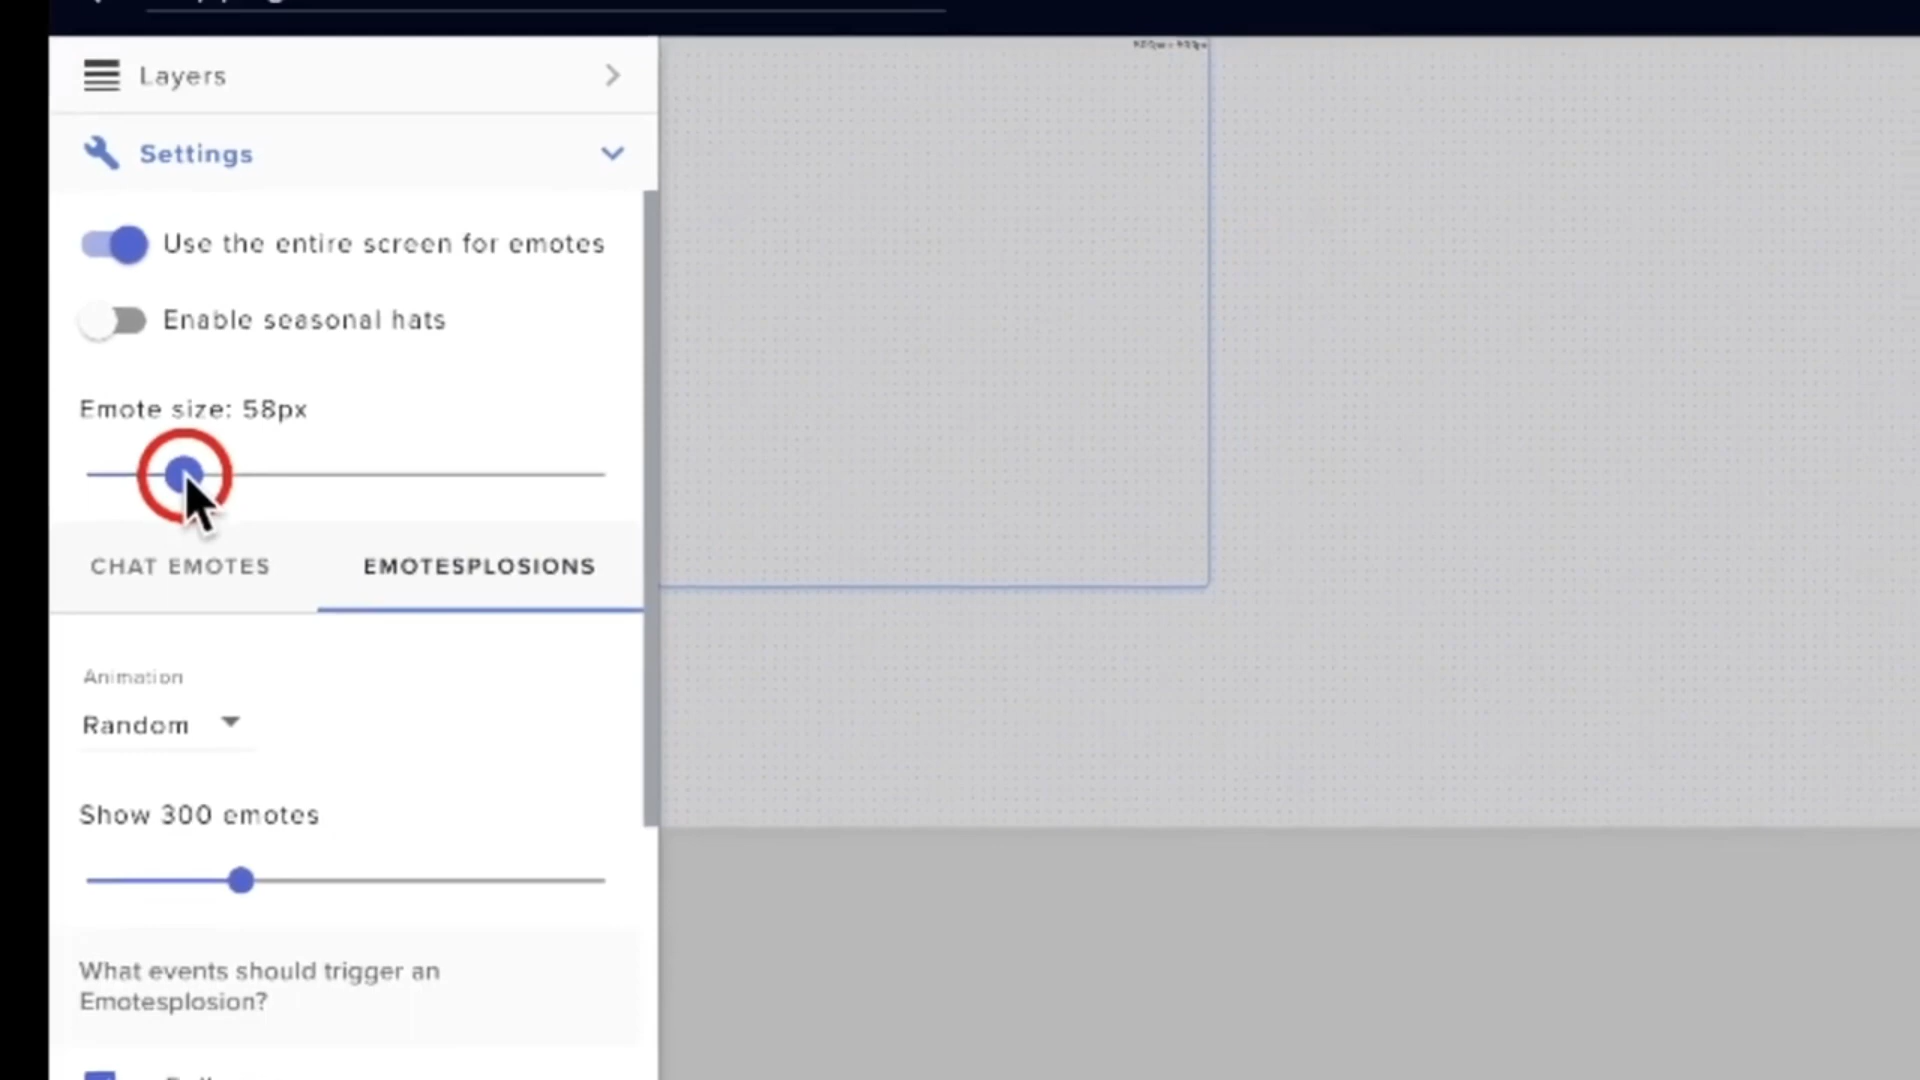 Layers
Settings
Use the entire screen for emotes
Enable seasonal hats
Emote size: 58px
CHAT EMOTES
EMOTESPLOSIONS
Animation
Random
Show 300 emotes
What events should trigger an
Emotesplosion?